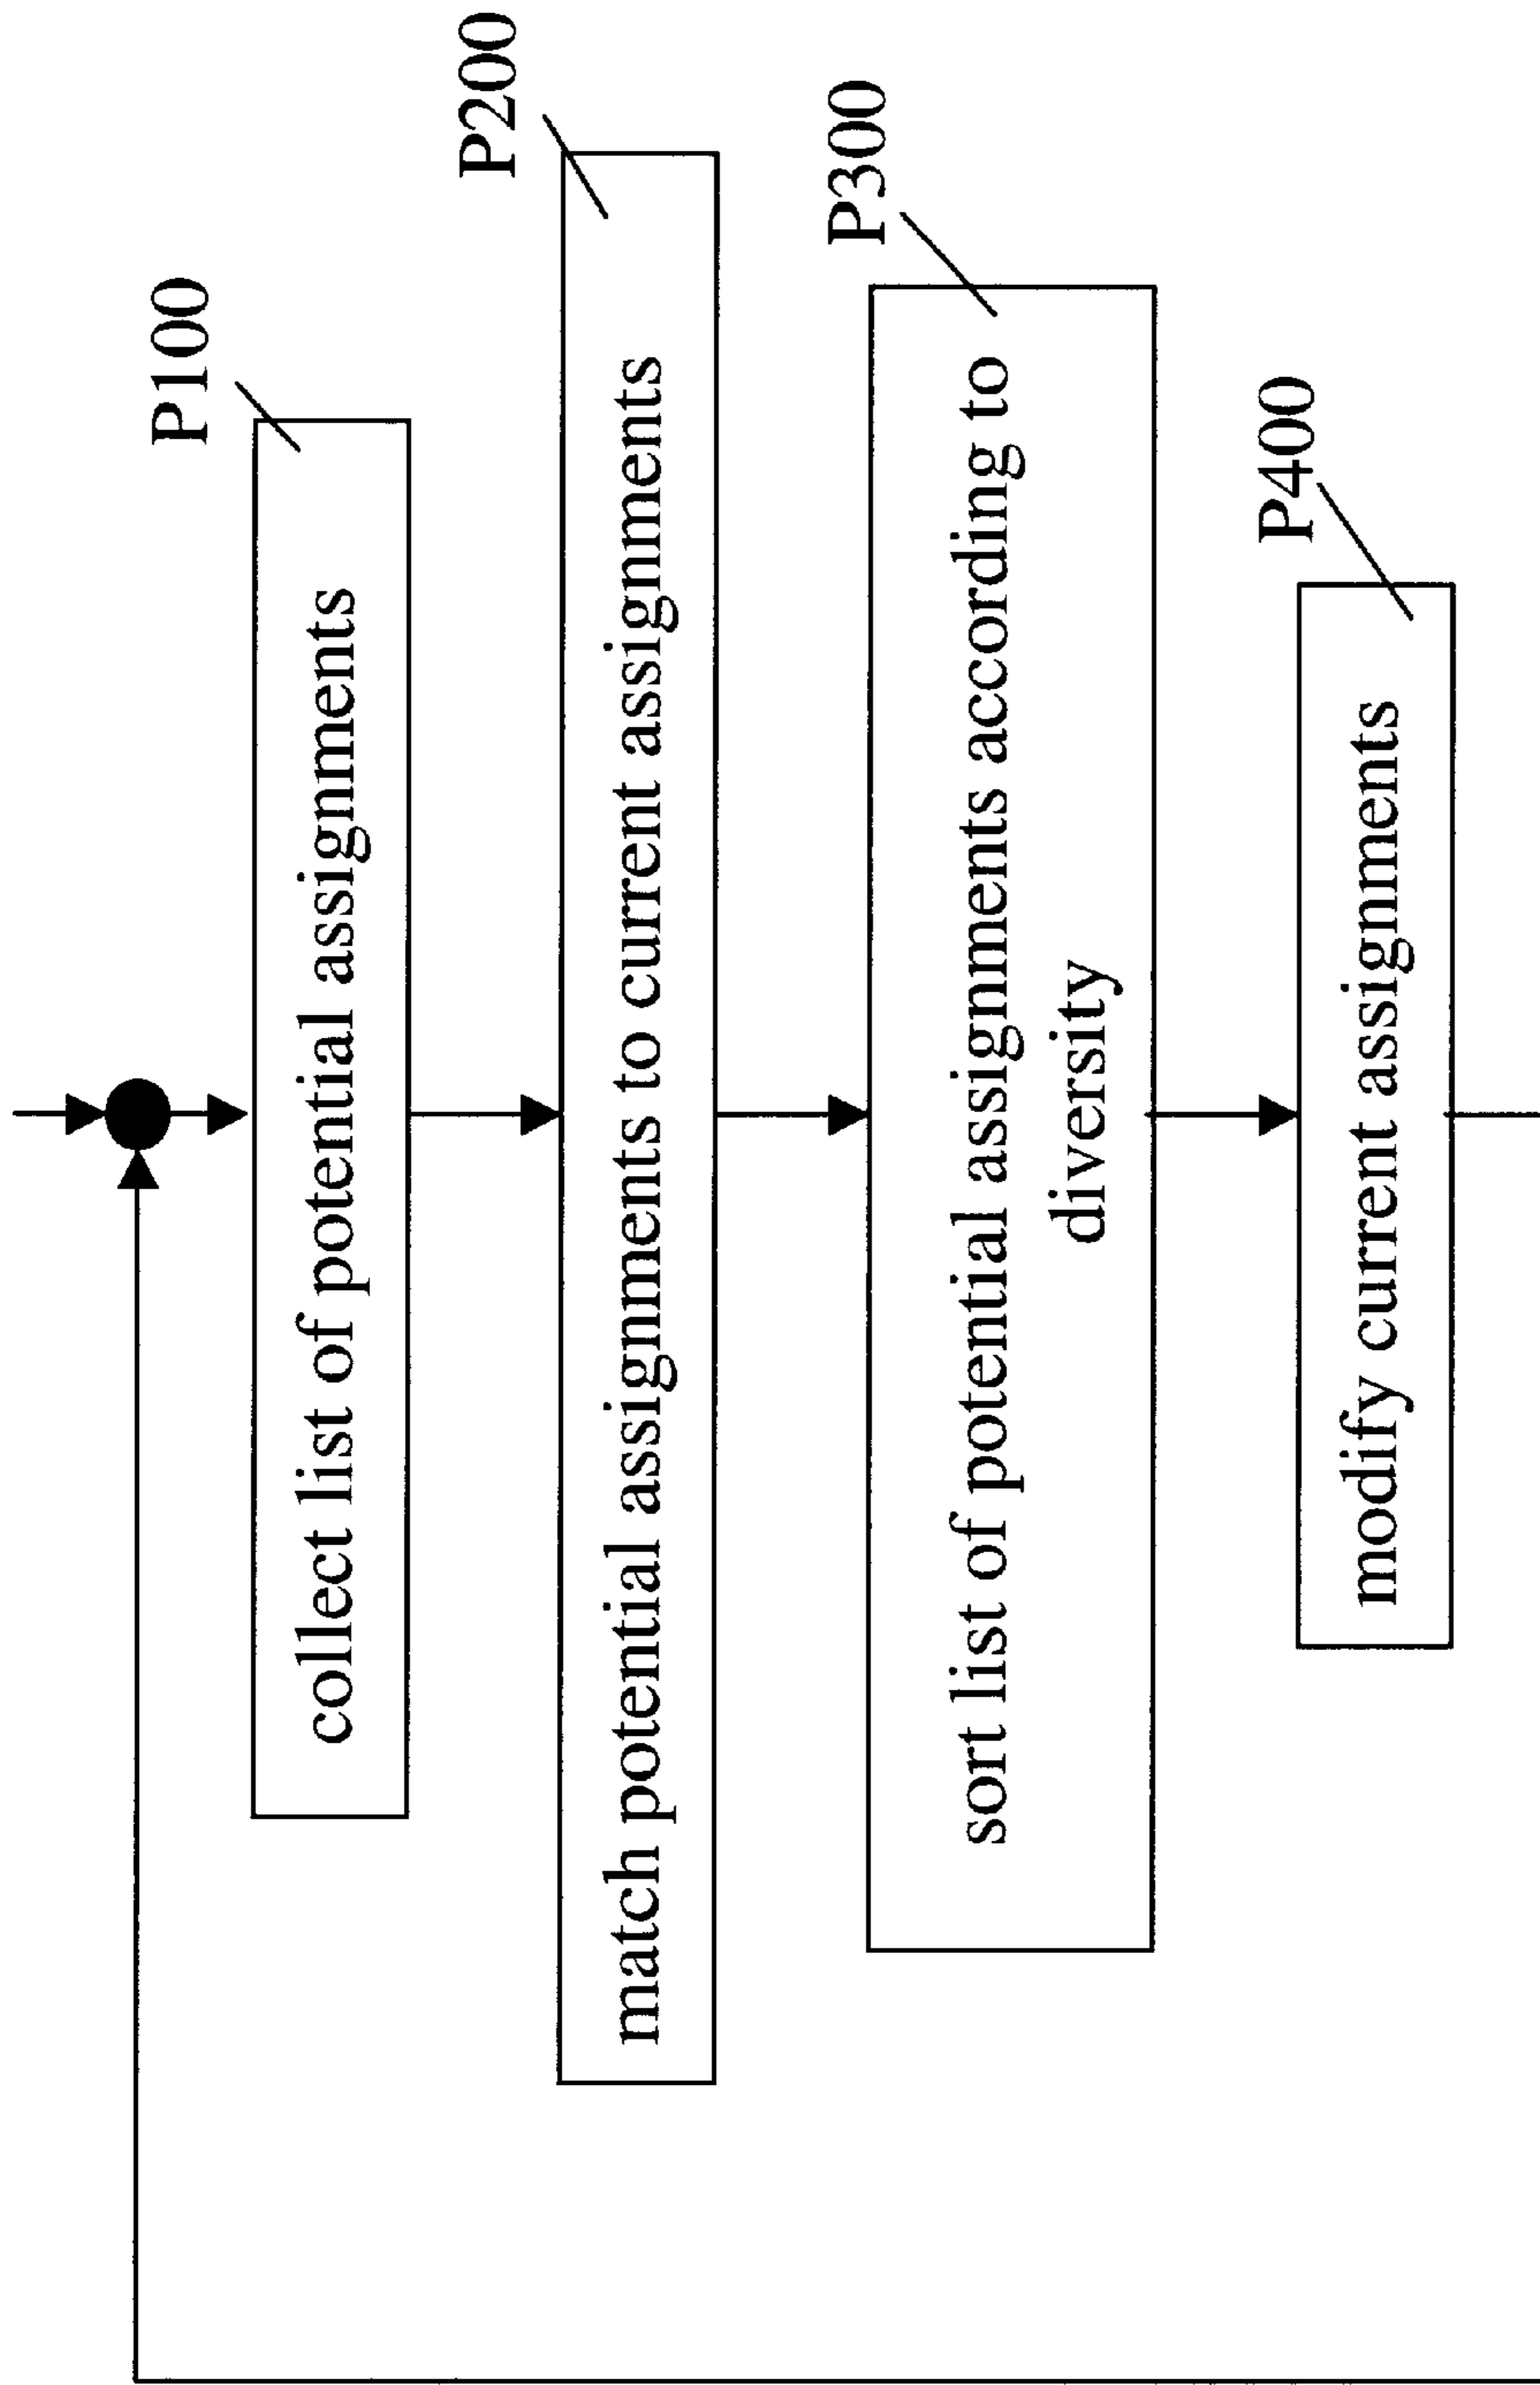 P100
collect list of potential assignments
P200
match potential assignments to current assignments
P300
sort list of potential assignments according to
diversity
P400
modify current assignments